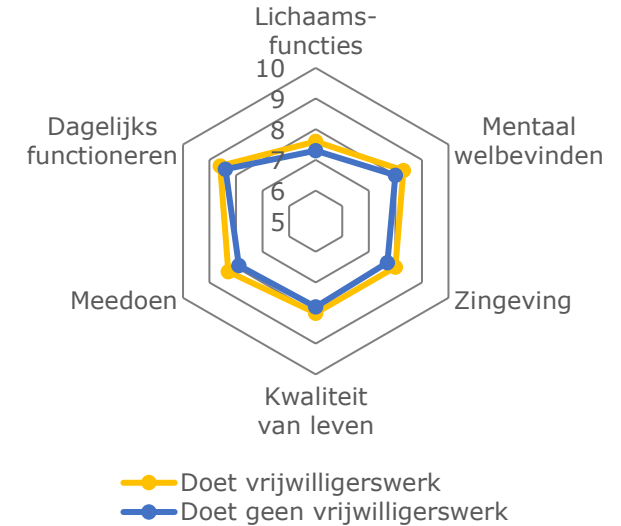 Lichaams-
functies
10
9
8
7
6
5
Dagelijks
functioneren
Mentaal
welbevinden
Meedoen
Zingeving
Kwaliteit
van leven
Doet vrijwilligerswerk
Doet geen vrijwilligerswerk